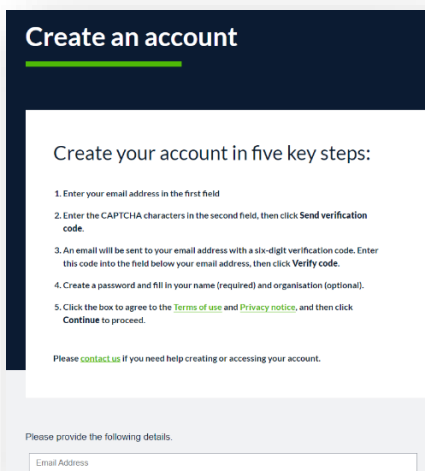 Create an account
Create your account in five key steps:
1. Enter your email address in the first field
2. Enter the CAPTCHA characters in the second field, then click Send verification
code.
3. An email will be sent to your email address with a six-digit verification code. Enter
this code into the field below your email address, then click Verify code.
4. Create a password and fill in your name (required) and organisation (optional).
5. Click the box to agree to the Terms of use and Privacy notice, and then click
Continue to proceed.
Please contact us if you need help creating or accessing your account.
Please provide the following details.
Email Address